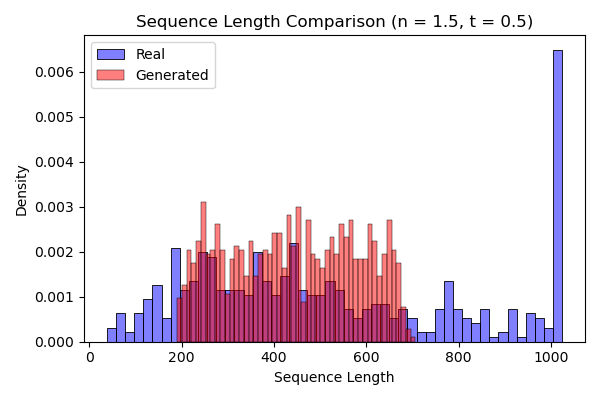 Sequence Length Comparison (n = 1.5, t = 0.5)
Real
Generated
Density
0.006
0.005
0.004
0.003
0.002
0.001
0.000
0
200
400
600
800
1000
Sequence Length